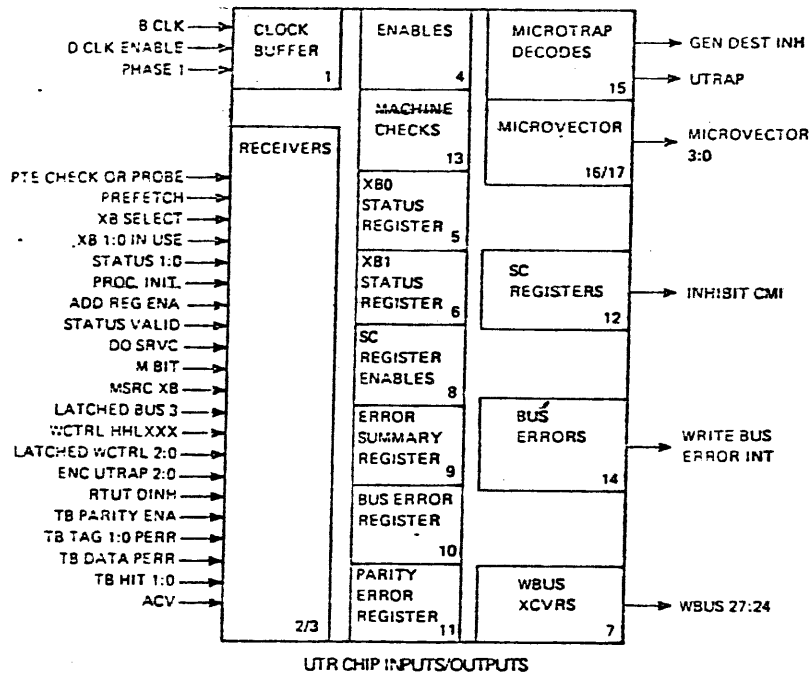 B CLK
D CLK ENABLE
PHASE 1
CLOCK
BUFFER
1
ENABLES
4
MICROTRAP
DECODES
15
GEN DEST INH
UTRAP
MACHINE
CHECKS
13
MICROVECTOR
16/17
MICROVECTOR
3:0
RECEIVERS
2/3
PTE CHECK OR PROBE
PREFETCH
XB SELECT
XB 1:0 IN USE
STATUS 1:0
PROC. INIT.
ADD REG ENA
STATUS VALID
DO SRVC
M BIT
MSRC XB
LATCHED BUS 3
WCTRL HHLXXX
LATCHED WCTRL 2:0
ENC UTRAP 2:0
RTUT DINH
TB PARITY ENA
TB TAG 1:0 PERR
TB DATA PERR
TB HIT 1:0
ACV
XB0
STATUS
REGISTER
5
XB1
STATUS
REGISTER
6
SC
REGISTER
ENABLES
8
ERROR
SUMMARY
REGISTER
9
BUS ERROR
REGISTER
10
PARITY
ERROR
REGISTER
11
SC
REGISTERS
12
INHIBIT CMI
BUS
ERRORS
14
WRITE BUS
ERROR INT
WBUS
XCVRS
7
WBUS 27:24
UTR CHIP INPUTS/OUTPUTS